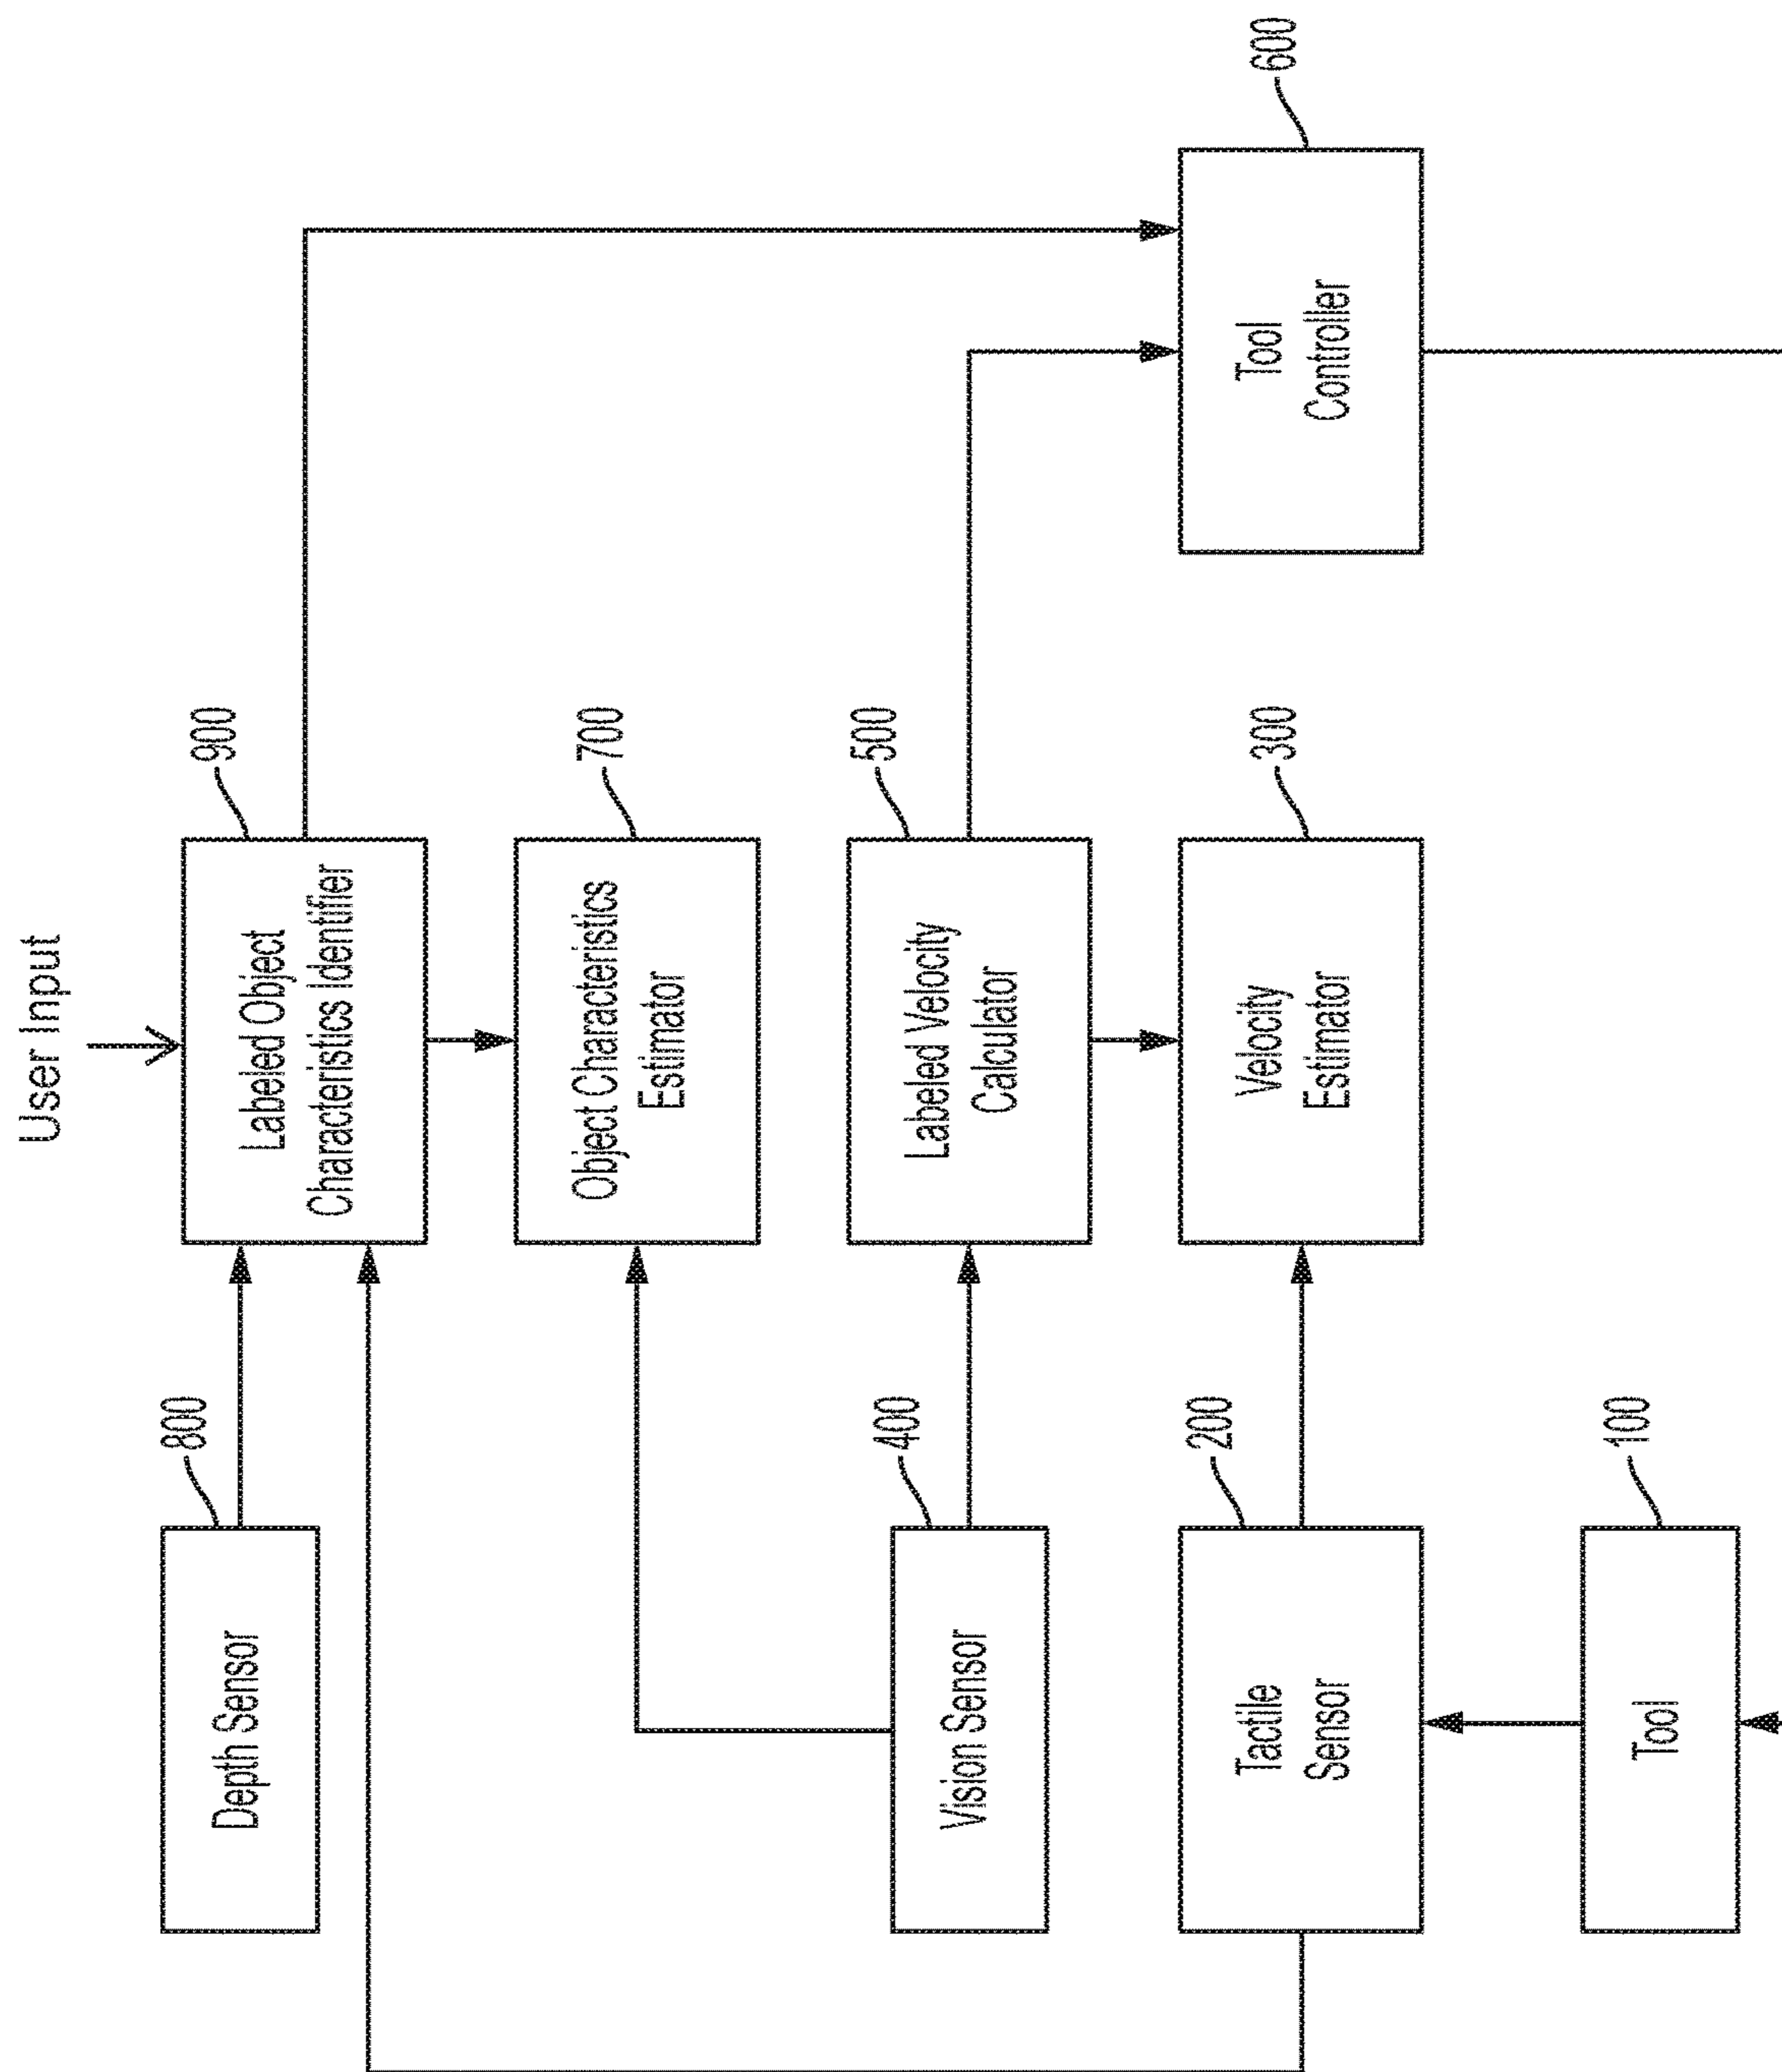 User Input
900
Labeled Object
Characteristics Identifier
800
Depth Sensor
700
Object Characteristics
Estimator
500
Labeled Velocity
Calculator
400
Vision Sensor
300
Velocity
Estimator
200
Tactile
Sensor
600
Tool
Controller
100
Tool